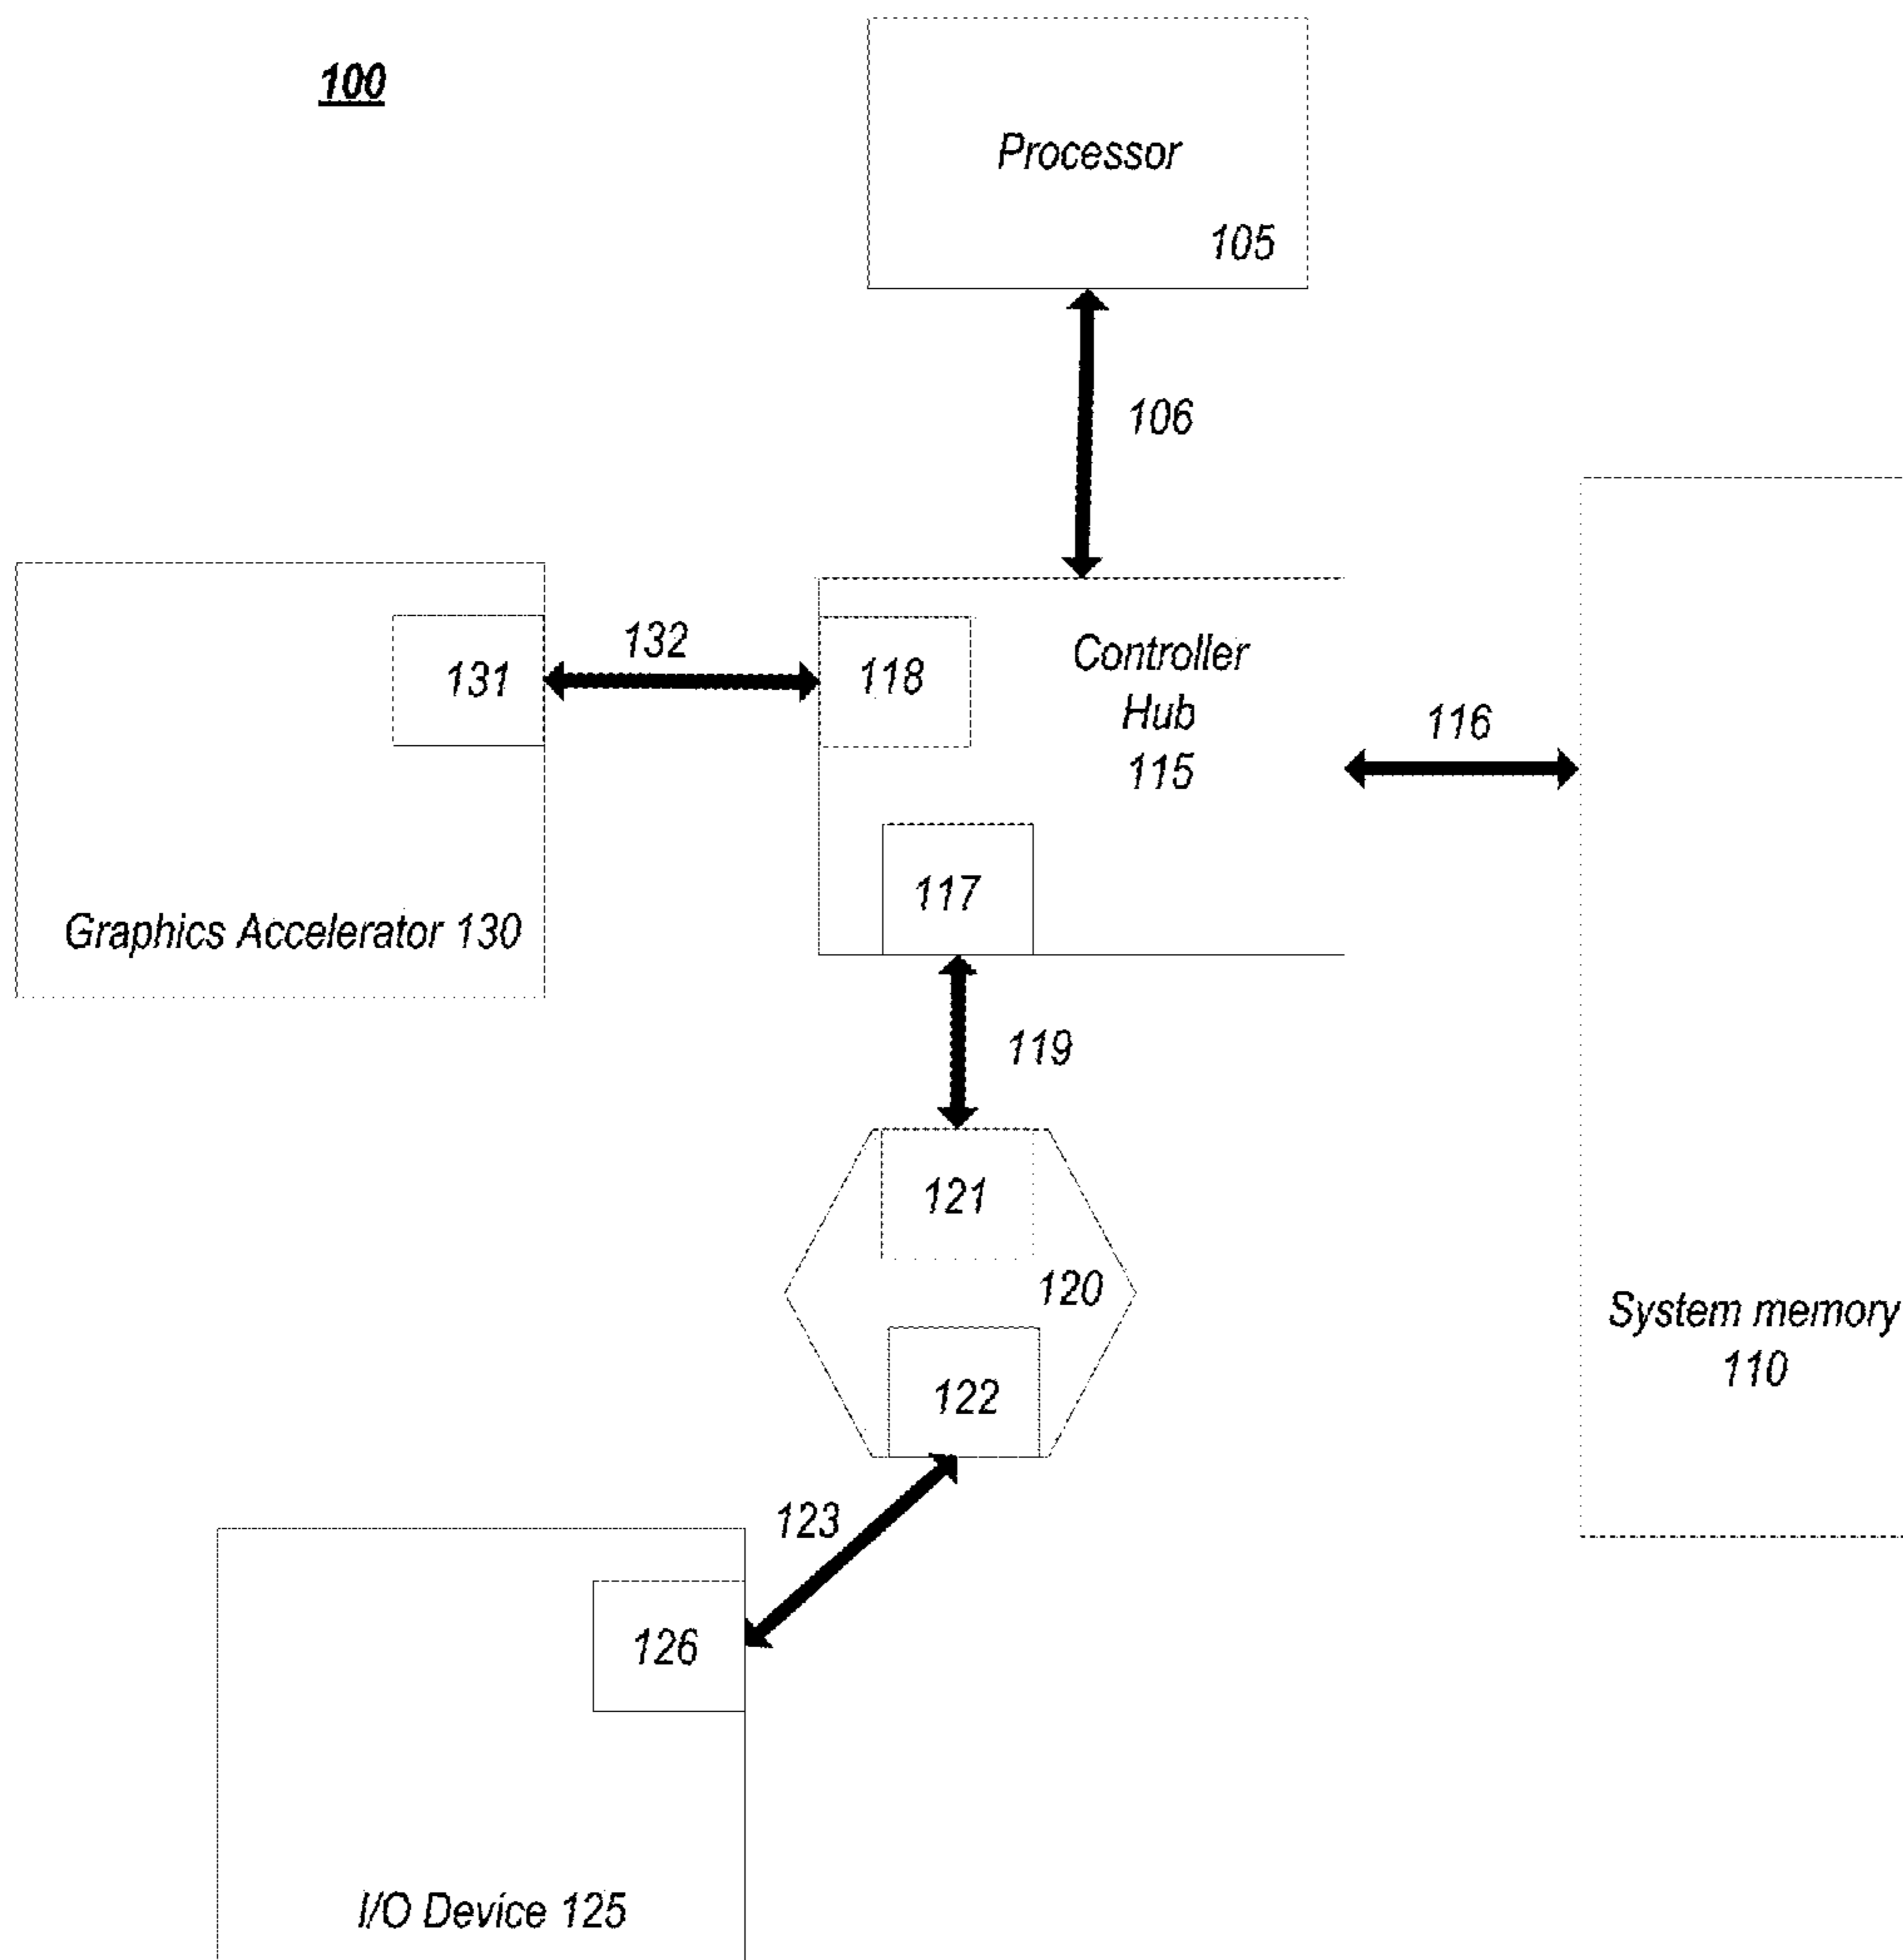 100
Processor
105
106
132
131
118
Controller
Hub
115
116
117
Graphics Accelerator 130
119
121
120
System memory
110
122
123
126
I/O Device 125